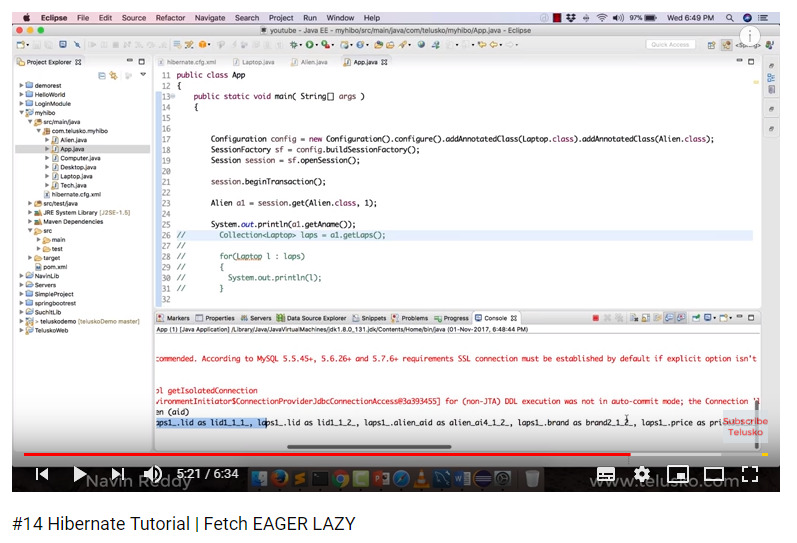 Eclipse File Edit Source Refactor Navigate Search Project Run Window Help 97% Wed 6:49 PM
youtube - Java EE - myhibo/src/main/java/com/telusko/myhibo/App.java - Eclipse
Quick Access
Project Explorer
hibernate.cfg.xml Laptop.java Alien.java App.java
demorest
HelloWorld
LoginModule
myhibo
src/main/java
com.telusko.myhibo
Alien.java
App.java
Computer.java
Desktop.java
Laptop.java
Tech.java
hibernate.cfg.xml
src/test/java
JRE System Library [J2SE-1.5]
Maven Dependencies
src
main
test
target
pom.xml
NavinLib
Servers
SimpleProject
springbootrest
SuchitLib
> teluskodemo [teluskoDemo master]
TeluskoWeb
11 public class App
12 {
13 public static void main( String[] args )
14 {
15
16
17 Configuration config = new Configuration().configure().addAnnotatedClass(Laptop.class).addAnnotatedClass(Alien.class);
18 SessionFactory sf = config.buildSessionFactory();
19 Session session = sf.openSession();
20
21 session.beginTransaction();
22
23 Alien a1 = session.get(Alien.class, 1);
24
25 System.out.println(a1.getAname());
26 // Collection<Laptop> laps = a1.getLaps();
27 //
28 // for(Laptop l : laps)
29 // {
30 // System.out.println(l);
31 // }
32
Markers Properties Servers Data Source Explorer Snippets Problems Progress Console
App (1) [Java Application] /Library/Java/JavaVirtualMachines/jdk1.8.0_131.jdk/Contents/Home/bin/java (01-Nov-2017, 6:48:44 PM)
commended. According to MySQL 5.5.45+, 5.6.26+ and 5.7.6+ requirements SSL connection must be established by default if explicit option isn't
ol getIsolatedConnection
vironmentInitiator$ConnectionProviderJdbcConnectionAccess@3a393455] for (non-JTA) DDL execution was not in auto-commit mode; the Connection
en (aid)
aps1_.lid as lid1_1_1_, laps1_.lid as lid1_1_2_, laps1_.alien_aid as alien_ai4_1_2_, laps1_.brand as brand2_1_2_, laps1_.price as
Subscribe
Telusko
5:21 / 6:34
Navin Reddy www.telusko.com
#14 Hibernate Tutorial | Fetch EAGER LAZY